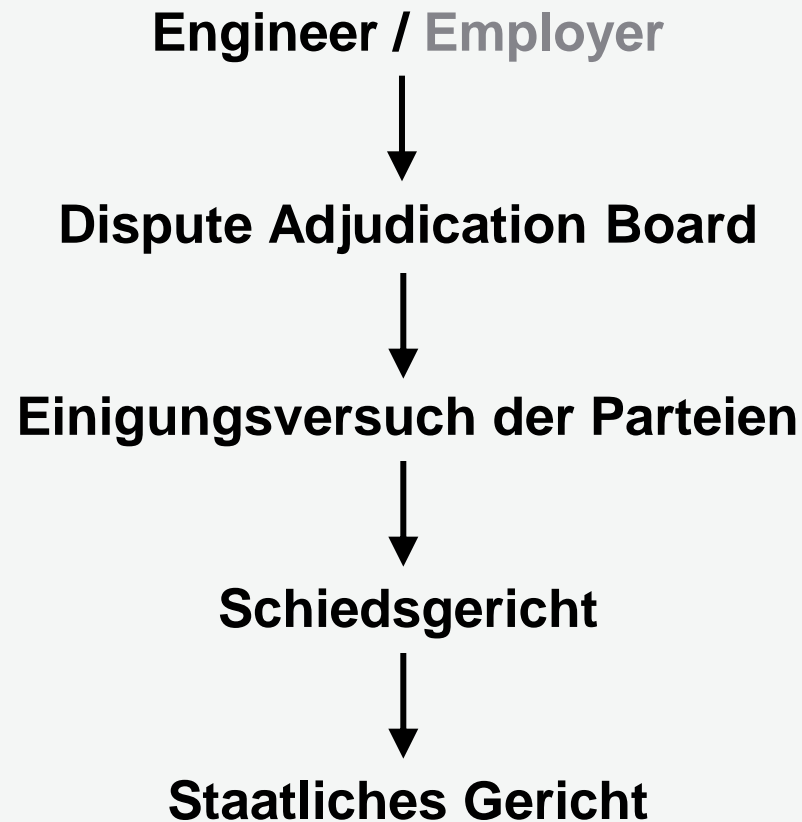 Engineer / Employer
Dispute Adjudication Board
Einigungsversuch der Parteien
Schiedsgericht
Staatliches Gericht